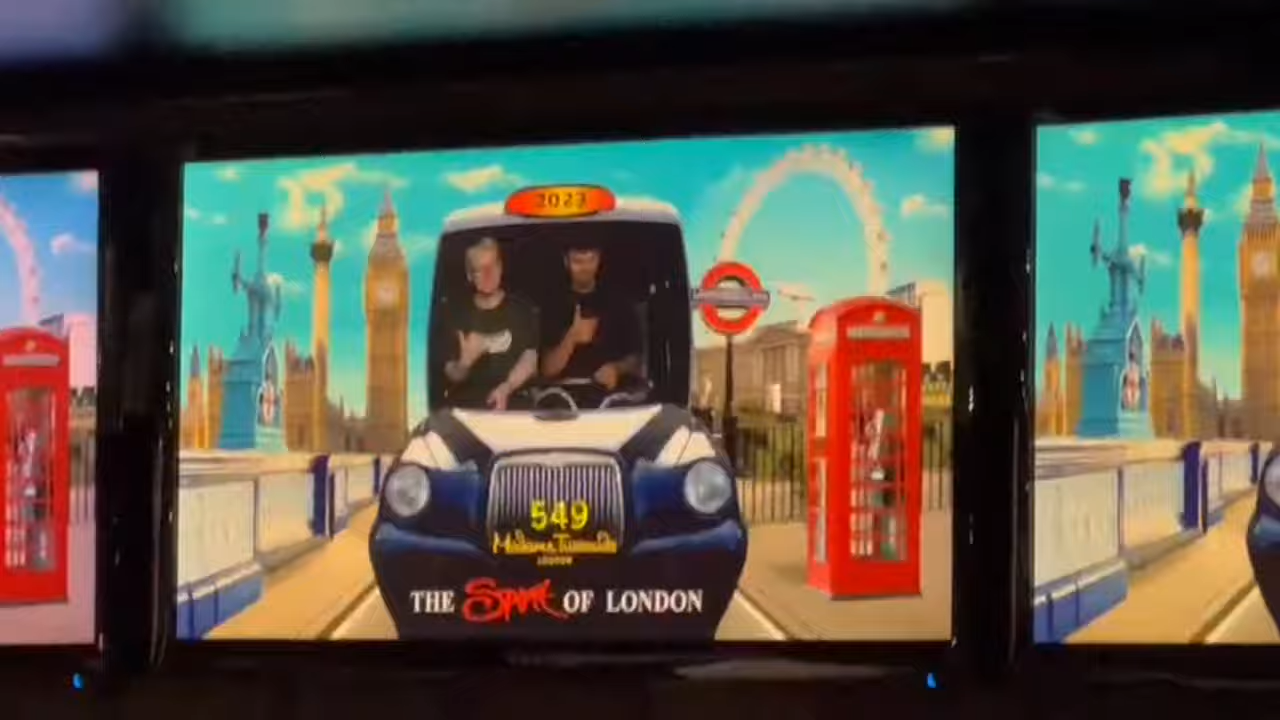 2023
549
Madame Tussauds
LONDON
THE Spirit OF LONDON